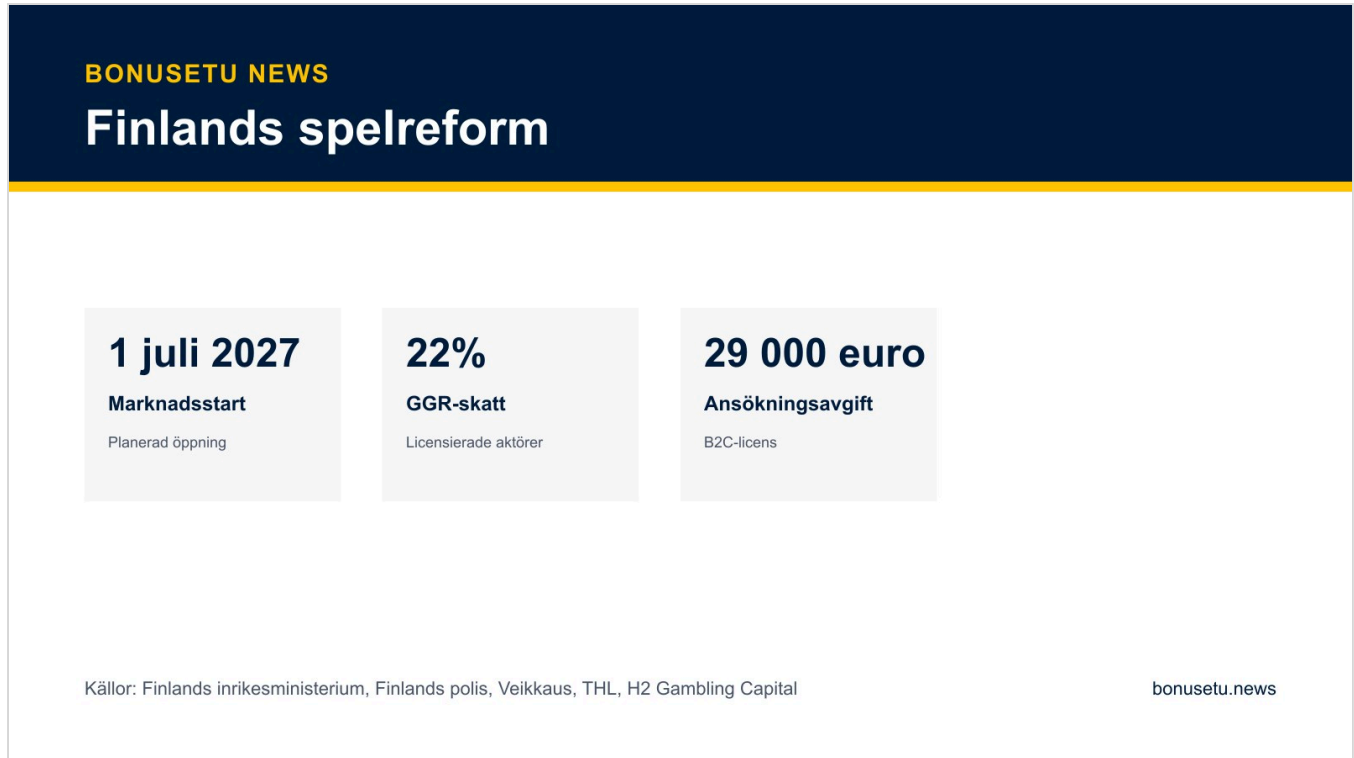 BONUSETU NEWS
Finlands spelreform
1 juli 2027
Marknadsstart
Planerad öppning
22%
GGR-skatt
Licensierade aktörer
29 000 euro
Ansökningsavgift
B2C-licens
Källor: Finlands inrikesministerium, Finlands polis, Veikkaus, THL, H2 Gambling Capital
bonusetu.news